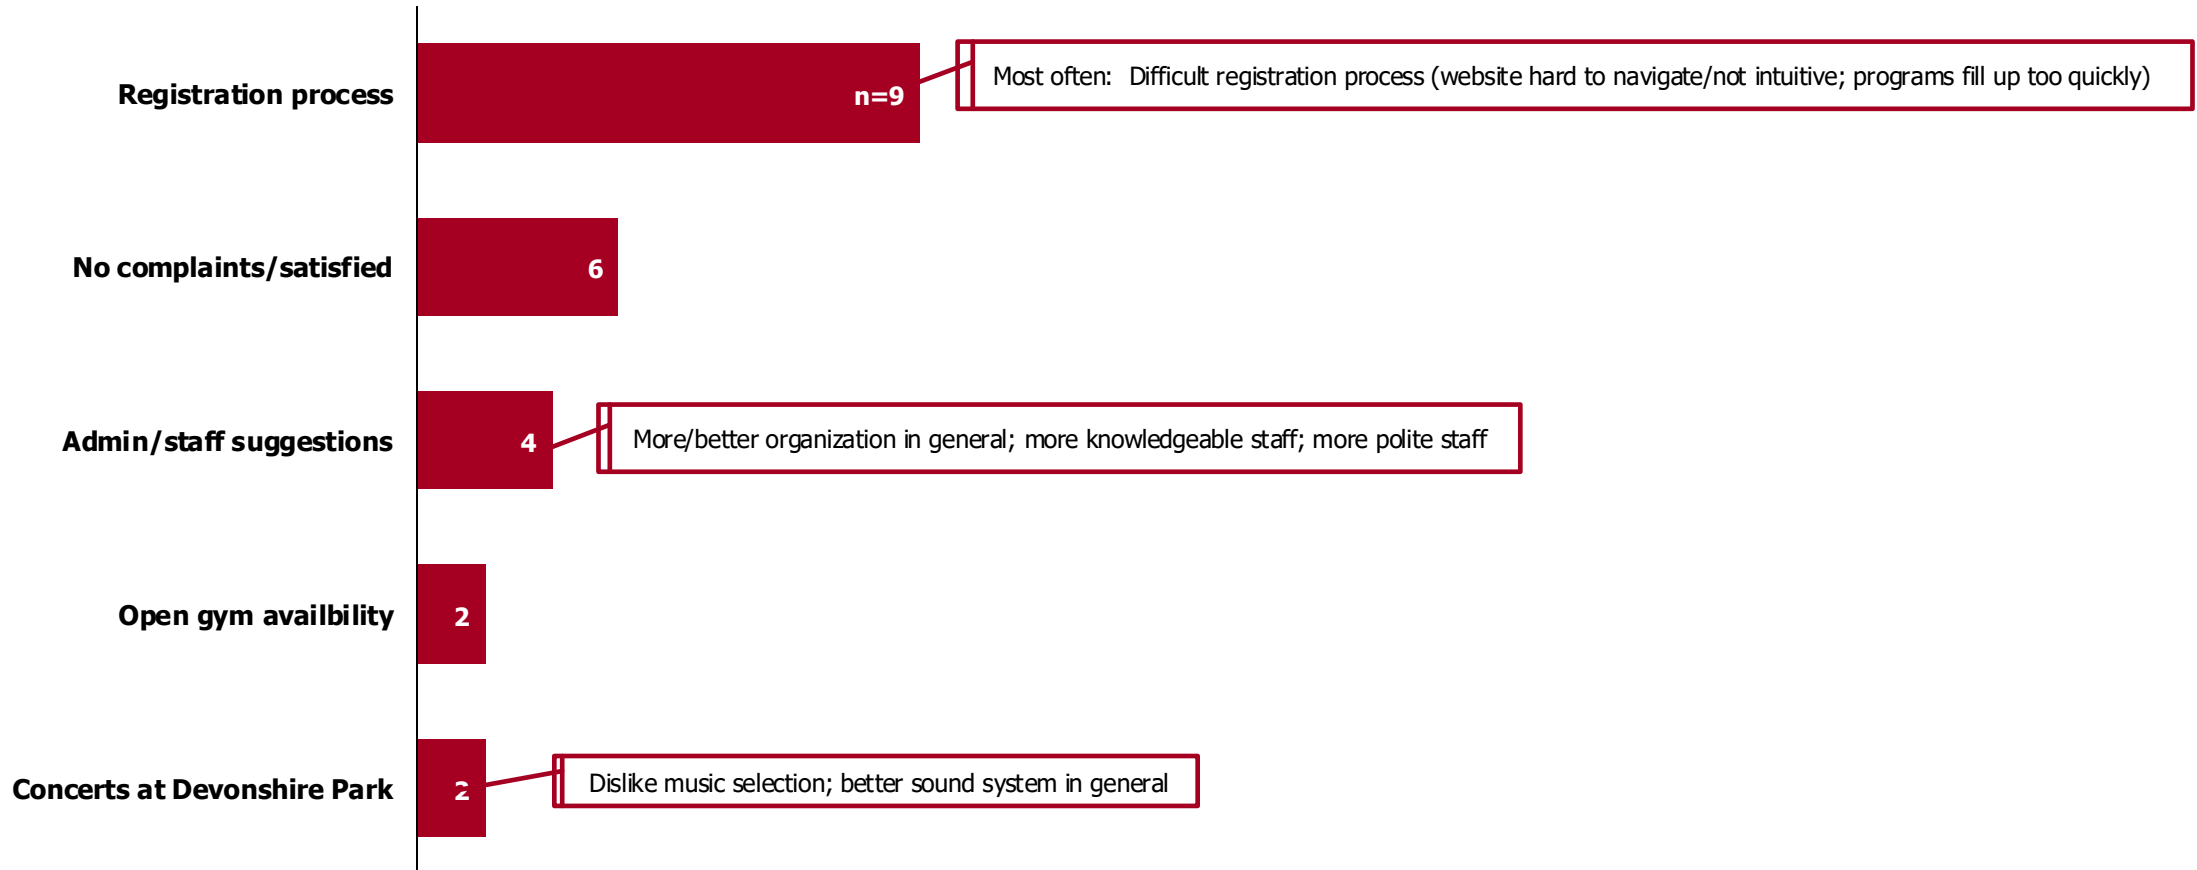 Registration process
n=9
Most often:  Difficult registration process (website hard to navigate/not intuitive; programs fill up too quickly)
No complaints/satisfied
6
Admin/staff suggestions
4
More/better organization in general; more knowledgeable staff; more polite staff
Open gym availbility
2
Concerts at Devonshire Park
2
Dislike music selection; better sound system in general